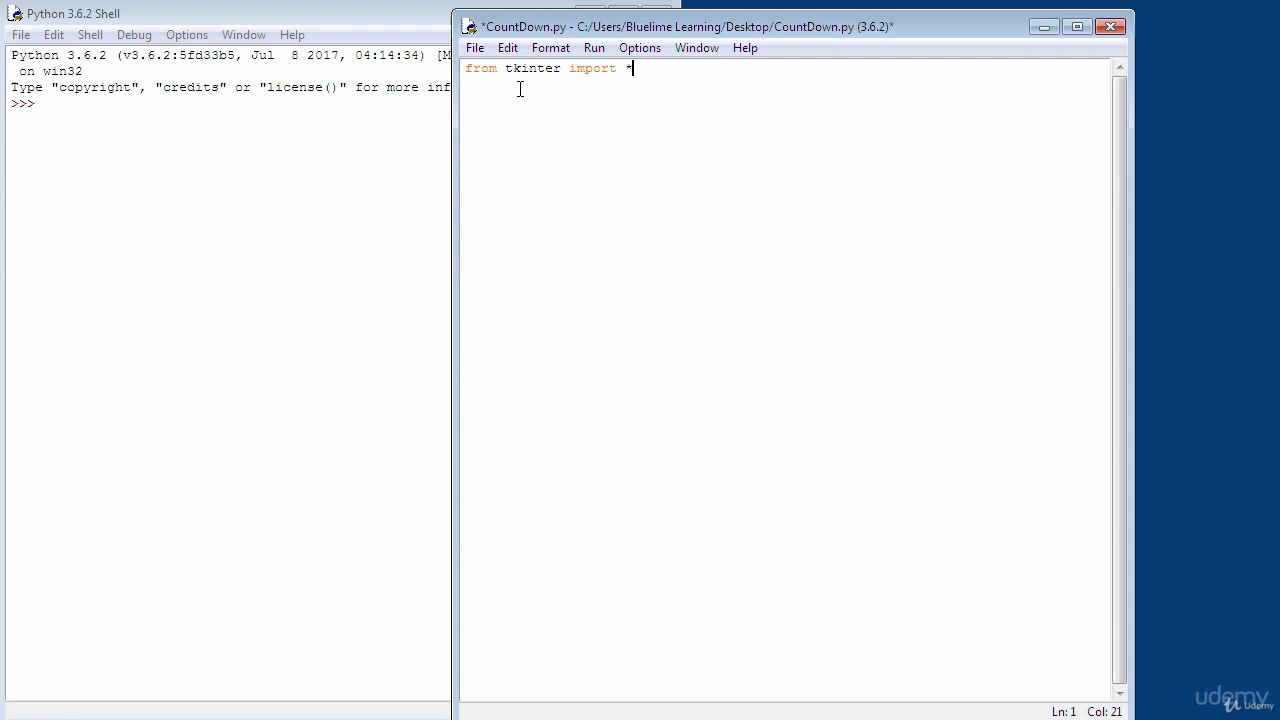 Python 3.6.2 Shell
File Edit Shell Debug Options Window Help
Python 3.6.2 (v3.6.2:5fd33b5, Jul 8 2017, 04:14:34) [M
on win32
Type "copyright", "credits" or "license()" for more inf
>>>
*CountDown.py - C:/Users/Bluelime Learning/Desktop/CountDown.py (3.6.2)*
File Edit Format Run Options Window Help
from tkinter import *
Ln: 1 Col: 21
udemy
Udemy